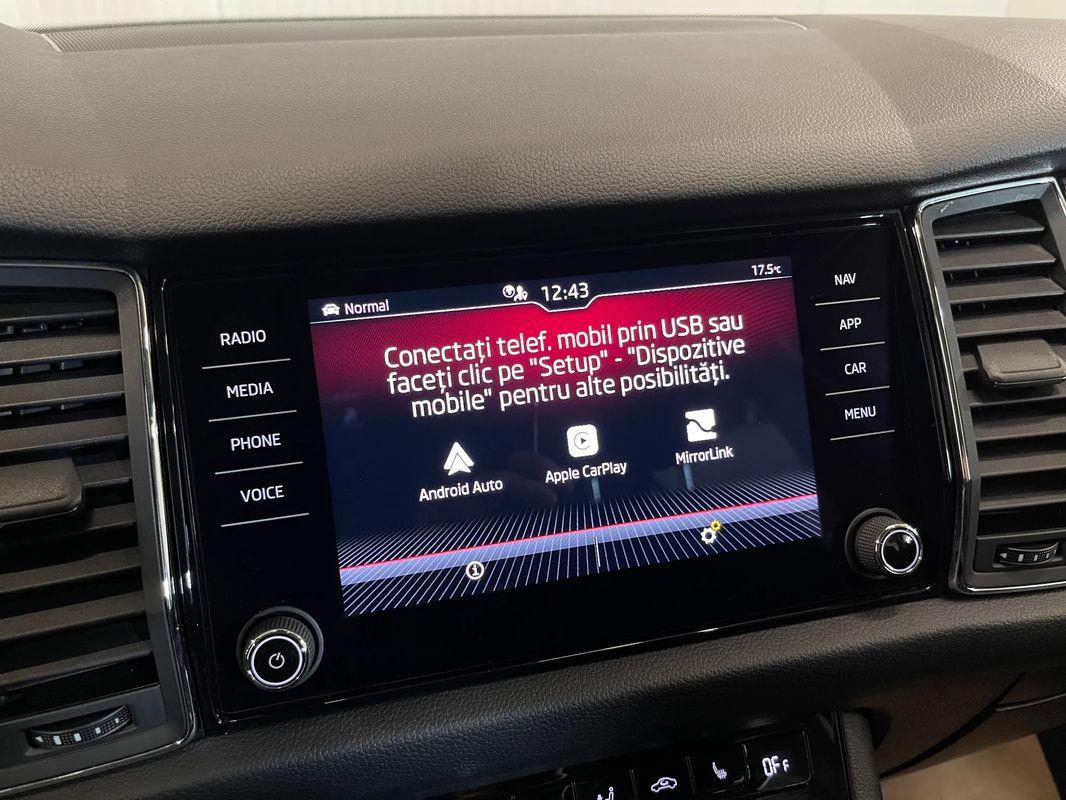 Normal
12:43
17.5°C
Conectați telef. mobil prin USB sau
faceți clic pe "Setup" - "Dispozitive
mobile" pentru alte posibilități.
Android Auto
Apple CarPlay
MirrorLink
RADIO
MEDIA
PHONE
VOICE
NAV
APP
CAR
MENU
OFF